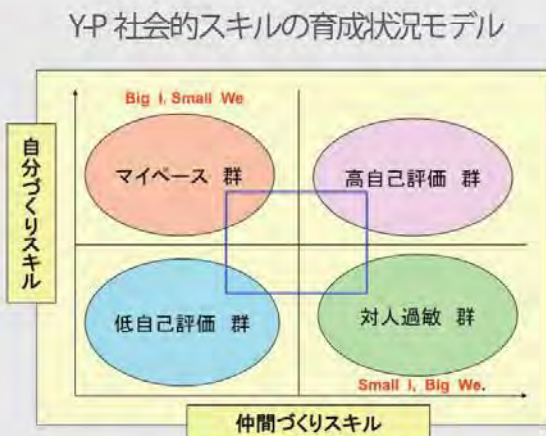 Y-P 社会的スキルの育成状況モデル
Big I, Small We
自分づくりスキル
マイペース 群
高自己評価 群
低自己評価 群
対人過敏 群
Small I, Big We.
仲間づくりスキル